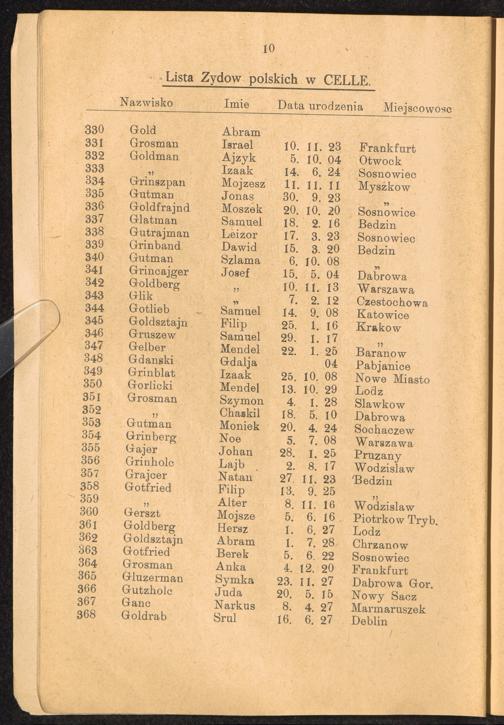 10
Lista Zydow polskich w CELLE.
Nazwisko Imie Data urodzenia Miejscowosc
330 Gold Abram
331 Grosman Israel 10. 11. 23 Frankfurt
332 Goldman Ajzyk 5. 10. 04 Otwock
333 „ Izaak 14. 6. 24 Sosnowiec
334 Grinszpan Mojzesz 11. 11. 11 Myszkow
335 Gutman Jonas 30. 9. 23 „
336 Goldfrajnd Moszek 20. 10. 20 Sosnowice
337 Glatman Samuel 18. 2. 16 Bedzin
338 Gutrajman Leizor 17. 3. 23 Sosnowiec
339 Grinband Dawid 15. 3. 20 Bedzin
340 Gutman Szlama 6. 10. 08 „
341 Grincajger Josef 15. 5. 04 Dabrowa
342 Goldberg „ 10. 11. 13 Warszawa
343 Glik „ 7. 2. 12 Czestochowa
344 Gotlieb Samuel 14. 9. 08 Katowice
345 Goldsztajn Filip 25. 1. 16 Krakow
346 Gruszew Samuel 29. 1. 17 „
347 Gelber Mendel 22. 1. 25 Baranow
348 Gdanski Gdalja 04 Pabjanice
349 Grinblat Izaak 25. 10. 08 Nowe Miasto
350 Gorlicki Mendel 13. 10. 29 Lodz
351 Grosman Szymon 4. 1. 28 Slawkow
352 „ Chaskil 18. 5. 10 Dabrowa
353 Gutman Moniek 20. 4. 24 Sochaczew
354 Grinberg Noe 5. 7. 08 Warszawa
355 Gajer Johan 28. 1. 25 Pruzany
356 Grinholc Lajb 2. 8. 17 Wodzislaw
357 Grajcer Natan 27 11. 23 Bedzin
358 Gotfried Filip 13. 9. 25 „
359 „ Alter 8. 11. 16 Wodzislaw
360 Gerszt Mojsze 5. 6. 16 Piotrkow Tryb.
361 Goldberg Hersz 1. 6. 27 Lodz
362 Goldsztajn Abram 1. 7. 28 Chrzanow
363 Gotfried Berek 5. 6. 22 Sosnowiec
364 Grosman Anka 4. 12. 20 Frankfurt
365 Gluzerman Symka 23. 11. 27 Dabrowa Gor.
366 Gutzholc Juda 20. 5. 15 Nowy Sacz
367 Ganc Narkus 8. 4. 27 Marmaruszek
368 Goldrab Srul 16. 6. 27 Deblin